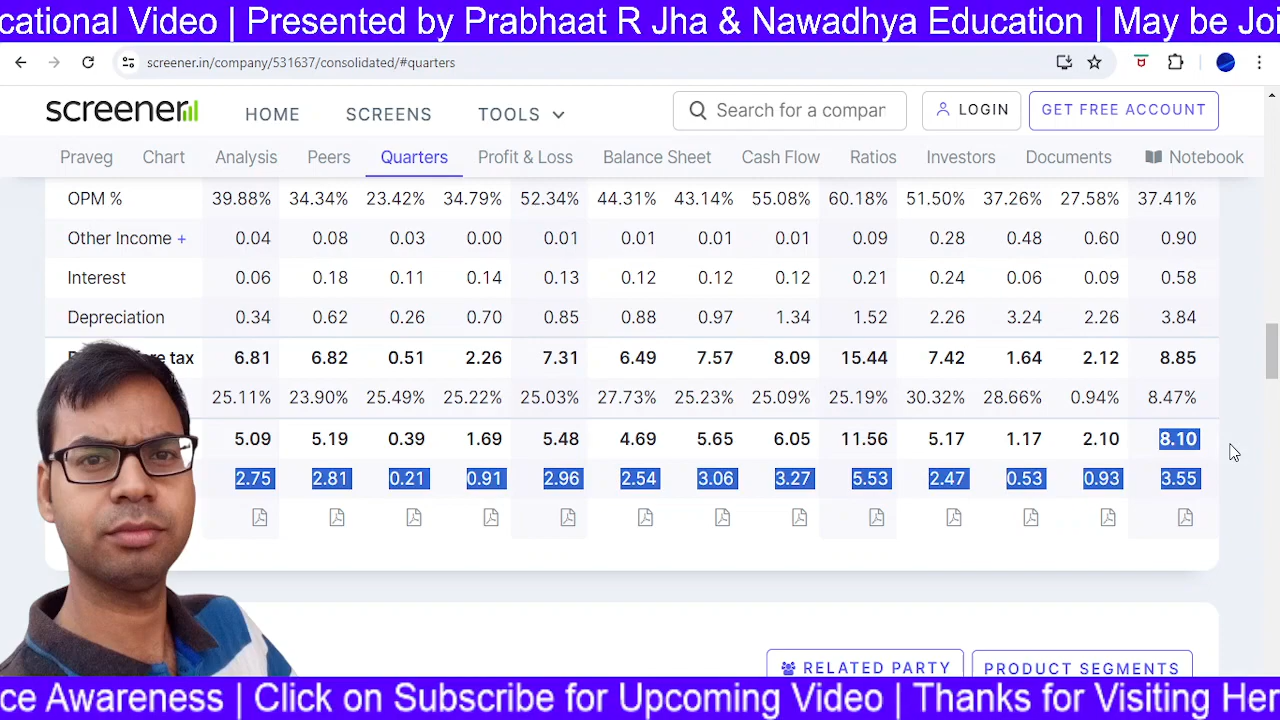 cational Video | Presented by Prabhaat R Jha & Nawadhya Education | May be Joi
screener.in/company/531637/consolidated/#quarters
screener HOME SCREENS TOOLS Search for a compar LOGIN GET FREE ACCOUNT
Praveg Chart Analysis Peers Quarters Profit & Loss Balance Sheet Cash Flow Ratios Investors Documents Notebook
OPM % 39.88% 34.34% 23.42% 34.79% 52.34% 44.31% 43.14% 55.08% 60.18% 51.50% 37.26% 27.58% 37.41%
Other Income + 0.04 0.08 0.03 0.00 0.01 0.01 0.01 0.01 0.09 0.28 0.48 0.60 0.90
Interest 0.06 0.18 0.11 0.14 0.13 0.12 0.12 0.12 0.21 0.24 0.06 0.09 0.58
Depreciation 0.34 0.62 0.26 0.70 0.85 0.88 0.97 1.34 1.52 2.26 3.24 2.26 3.84
tax 6.81 6.82 0.51 2.26 7.31 6.49 7.57 8.09 15.44 7.42 1.64 2.12 8.85
25.11% 23.90% 25.49% 25.22% 25.03% 27.73% 25.23% 25.09% 25.19% 30.32% 28.66% 0.94% 8.47%
5.09 5.19 0.39 1.69 5.48 4.69 5.65 6.05 11.56 5.17 1.17 2.10 8.10
2.75 2.81 0.21 0.91 2.96 2.54 3.06 3.27 5.53 2.47 0.53 0.93 3.55
RELATED PARTY PRODUCT SEGMENTS
ce Awareness | Click on Subscribe for Upcoming Video | Thanks for Visiting Her